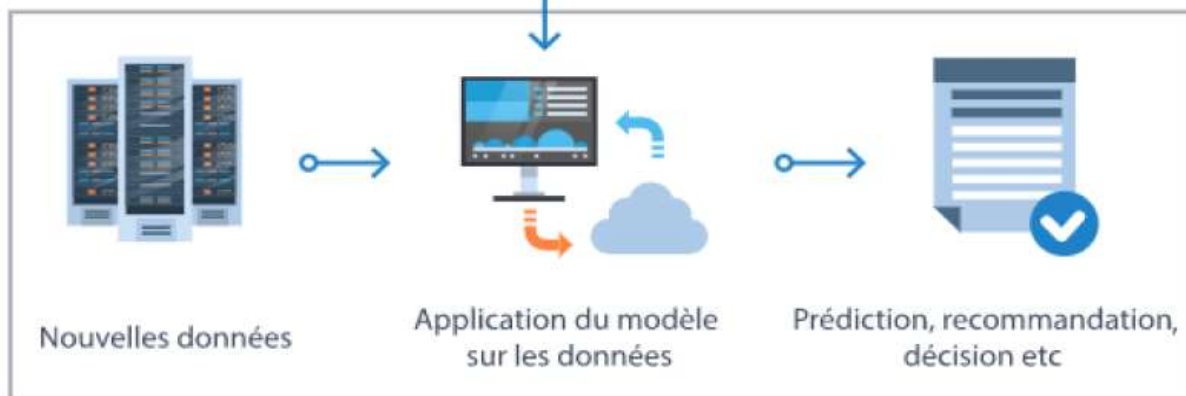 Nouvelles données
Application du modèle
sur les données
Prédiction, recommandation,
décision etc